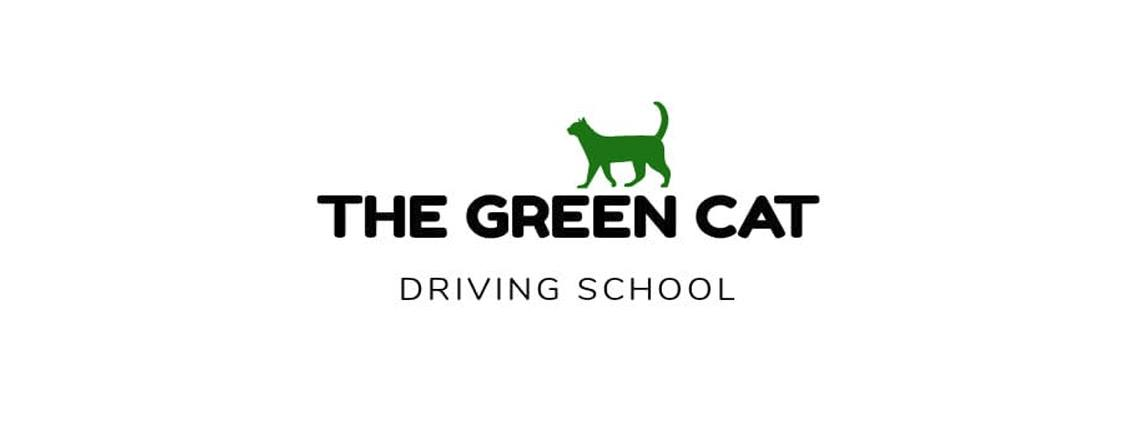 THE GREEN CAT
DRIVING SCHOOL